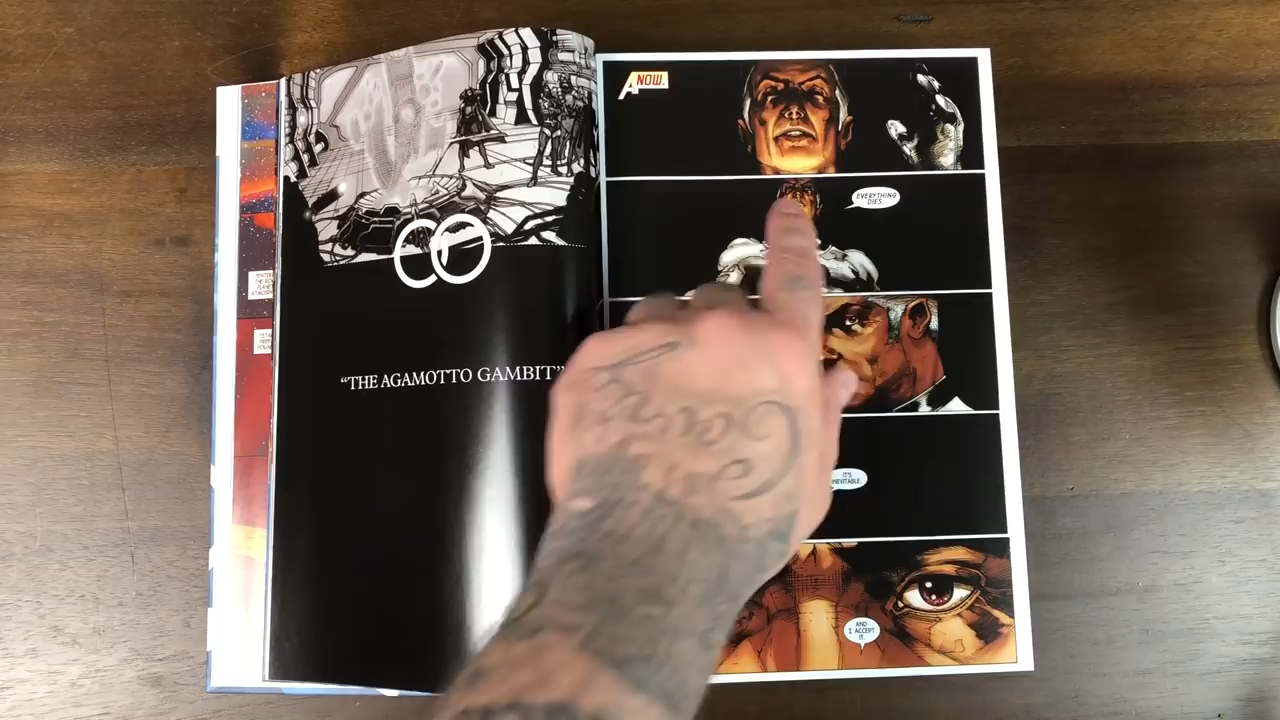 "THE AGAMOTTO GAMBIT"
NOW.
EVERYTHING
DIES.
IT'S
INEVITABLE.
AND
I ACCEPT
IT.